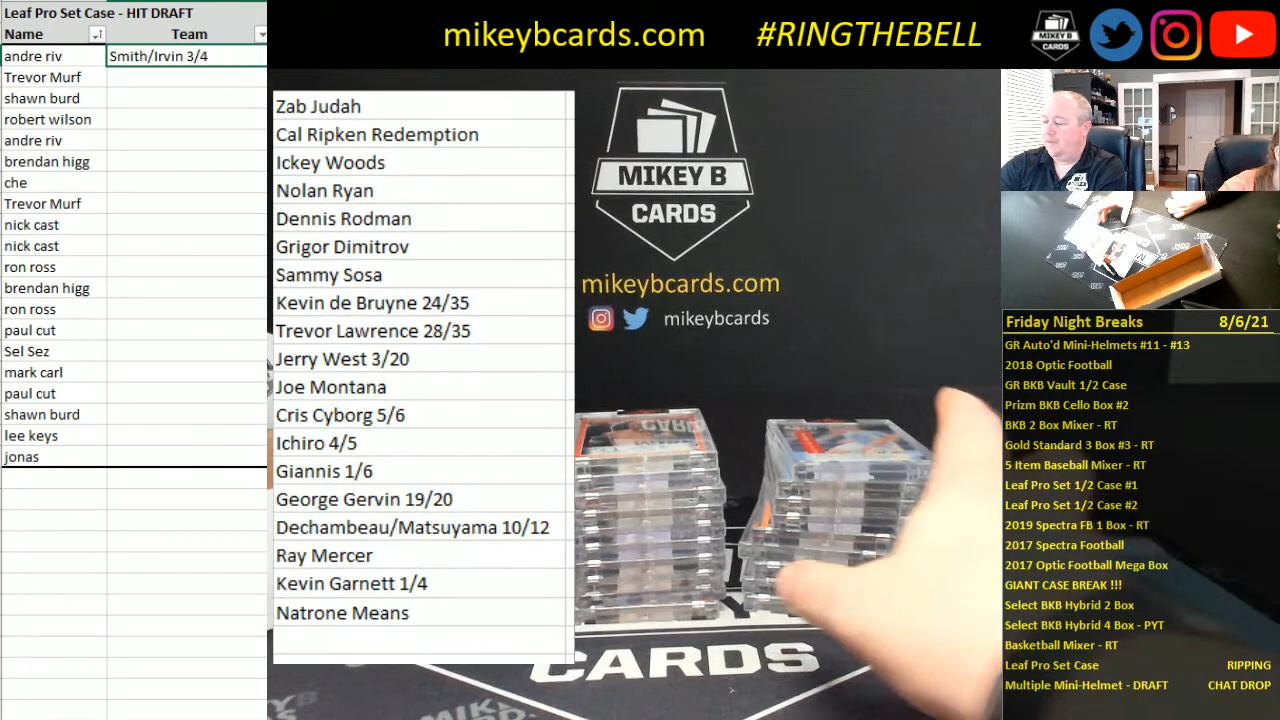 Leaf Pro Set Case - HIT DRAFT
Name Team
andre riv Smith/Irvin 3/4
Trevor Murf
shawn burd
robert wilson
andre riv
brendan higg
che
Trevor Murf
nick cast
nick cast
ron ross
brendan higg
ron ross
paul cut
Sel Sez
mark carl
paul cut
shawn burd
lee keys
jonas
mikeybcards.com #RINGTHEBELL
MIKEY B
CARDS
Zab Judah
Cal Ripken Redemption
Ickey Woods
Nolan Ryan
Dennis Rodman
Grigor Dimitrov
Sammy Sosa
Kevin de Bruyne 24/35
Trevor Lawrence 28/35
Jerry West 3/20
Joe Montana
Cris Cyborg 5/6
Ichiro 4/5
Giannis 1/6
George Gervin 19/20
Dechambeau/Matsuyama 10/12
Ray Mercer
Kevin Garnett 1/4
Natrone Means
MIKEY B
CARDS
mikeybcards.com
mikeybcards
CARDS
Friday Night Breaks 8/6/21
GR Auto'd Mini-Helmets #11 - #13
2018 Optic Football
GR BKB Vault 1/2 Case
Prizm BKB Cello Box #2
BKB 2 Box Mixer - RT
Gold Standard 3 Box #3 - RT
5 Item Baseball Mixer - RT
Leaf Pro Set 1/2 Case #1
Leaf Pro Set 1/2 Case #2
2019 Spectra FB 1 Box - RT
2017 Spectra Football
2017 Optic Football Mega Box
GIANT CASE BREAK !!!
Select BKB Hybrid 2 Box
Select BKB Hybrid 4 Box - PYT
Basketball Mixer - RT
Leaf Pro Set Case RIPPING
Multiple Mini-Helmet - DRAFT CHAT DROP